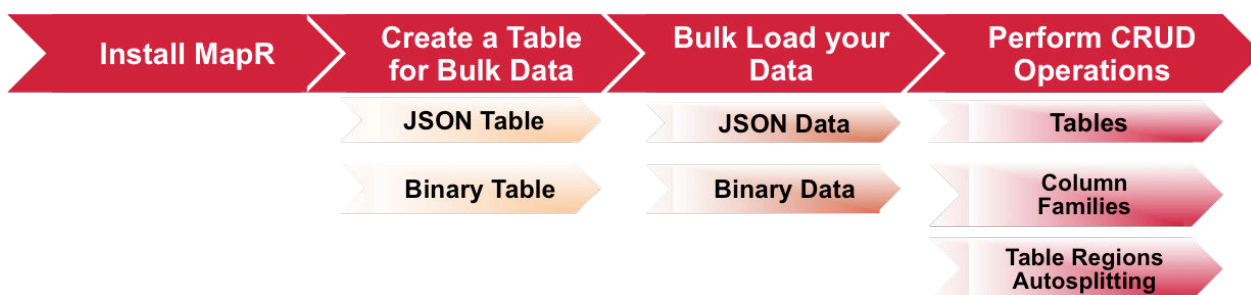 Install MapR
Create a Table
for Bulk Data
Bulk Load your
Data
Perform CRUD
Operations
JSON Table
JSON Data
Tables
Binary Table
Binary Data
Column
Families
Table Regions
Autosplitting